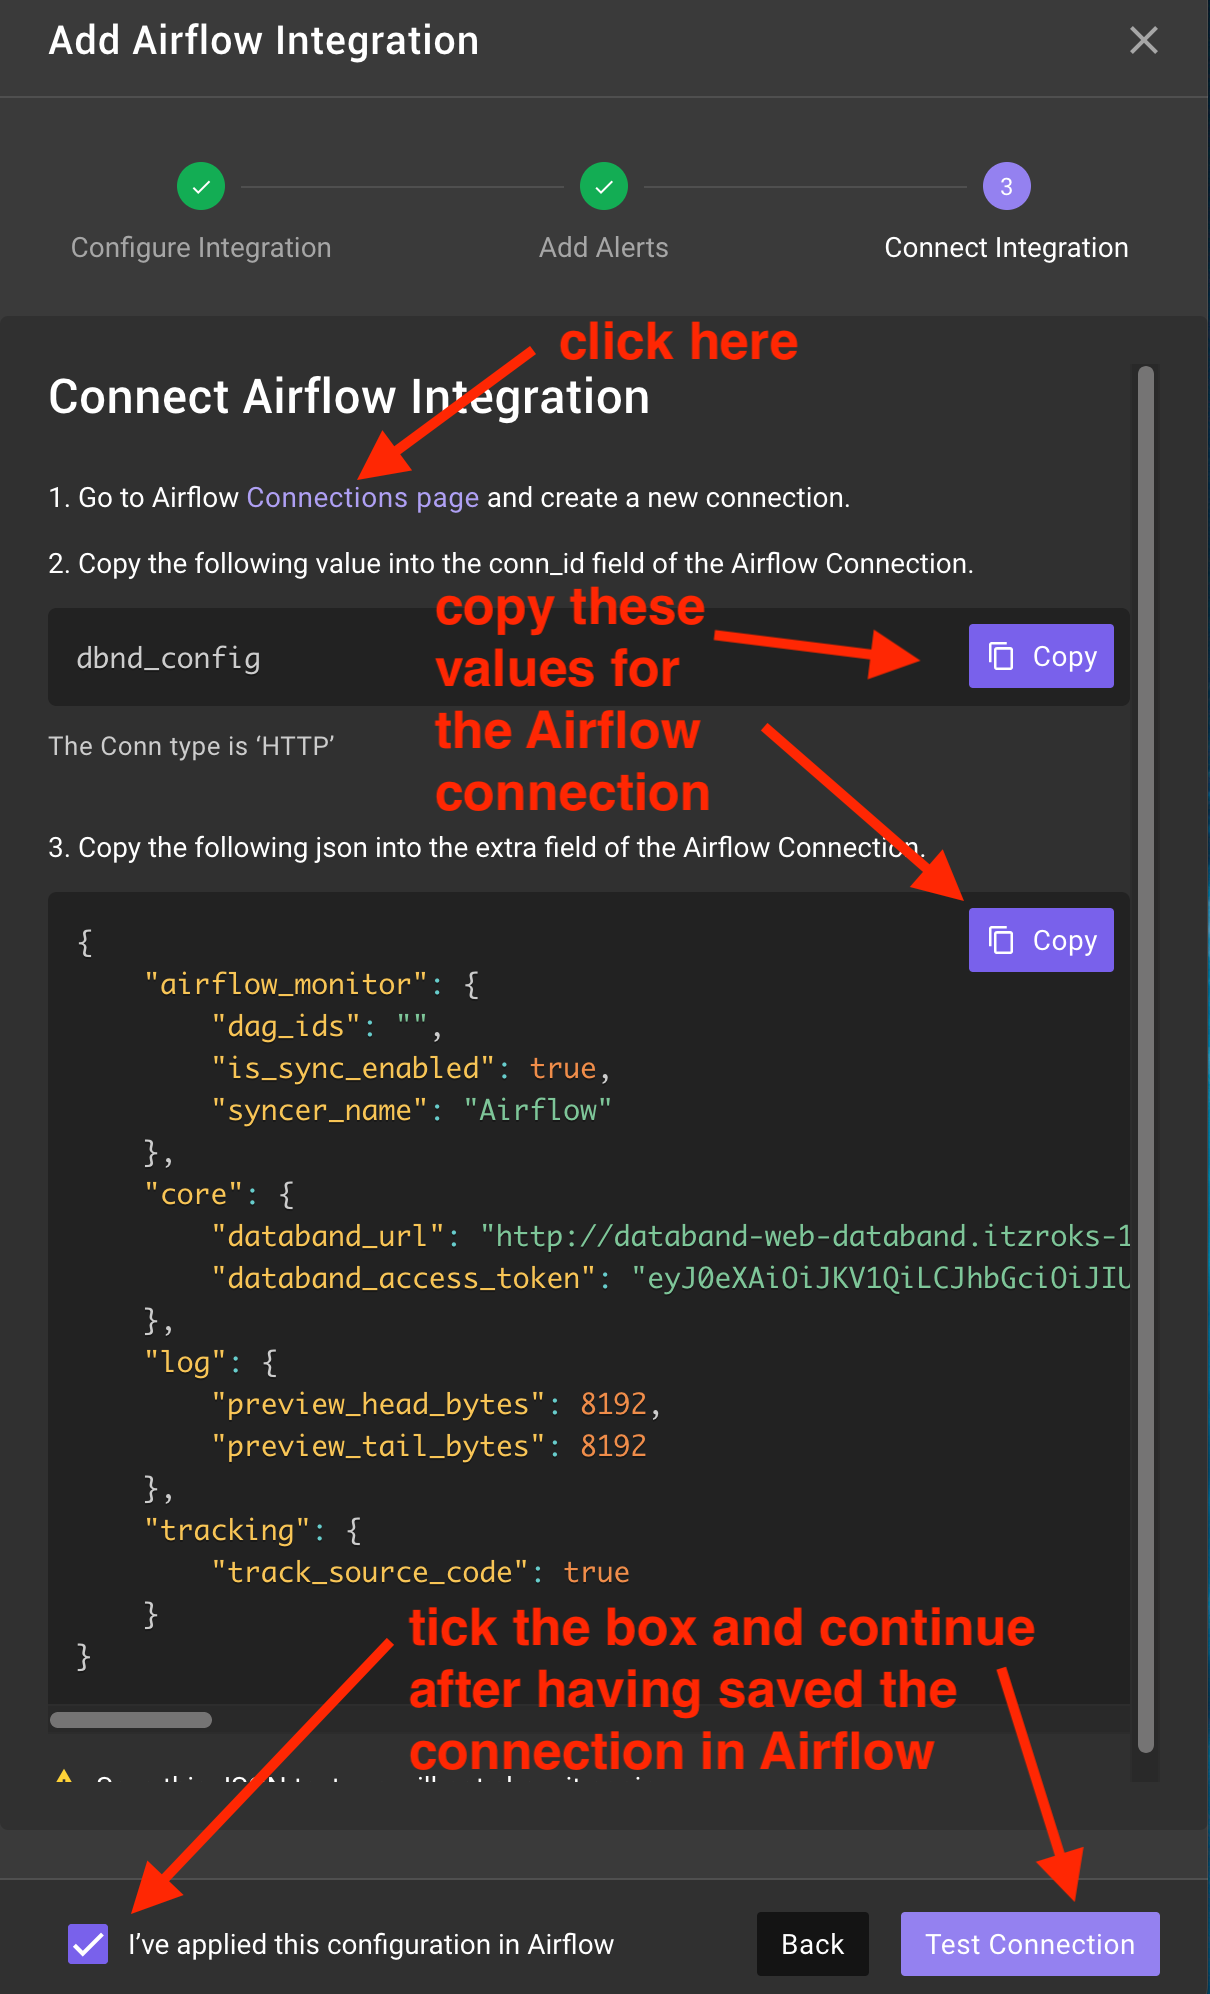 Add Airflow Integration
3
Configure Integration
Add Alerts
Connect Integration
click here
Connect Airflow Integration
1. Go to Airflow Connections page and create a new connection.
2. Copy the following value into the conn_id field of the Airflow Connection.
copy these
values for
the Airflow
connection
dbnd_config
Copy
The Conn type is ‘HTTP’
3. Copy the following json into the extra field of the Airflow Connection.
Copy
{
"airflow_monitor": {
"dag_ids": "",
"is_sync_enabled": true,
"syncer_name": "Airflow"
},
"core": {
"databand_url": "http://databand-web-databand.itzroks-1
"databand_access_token": "eyJ0eXAiOiJKV1QiLCJhbGciOiJIU
},
"log": {
"preview_head_bytes": 8192,
"preview_tail_bytes": 8192
},
"tracking": {
"track_source_code": true
}
}
tick the box and continue
after having saved the
connection in Airflow
I’ve applied this configuration in Airflow
Back
Test Connection